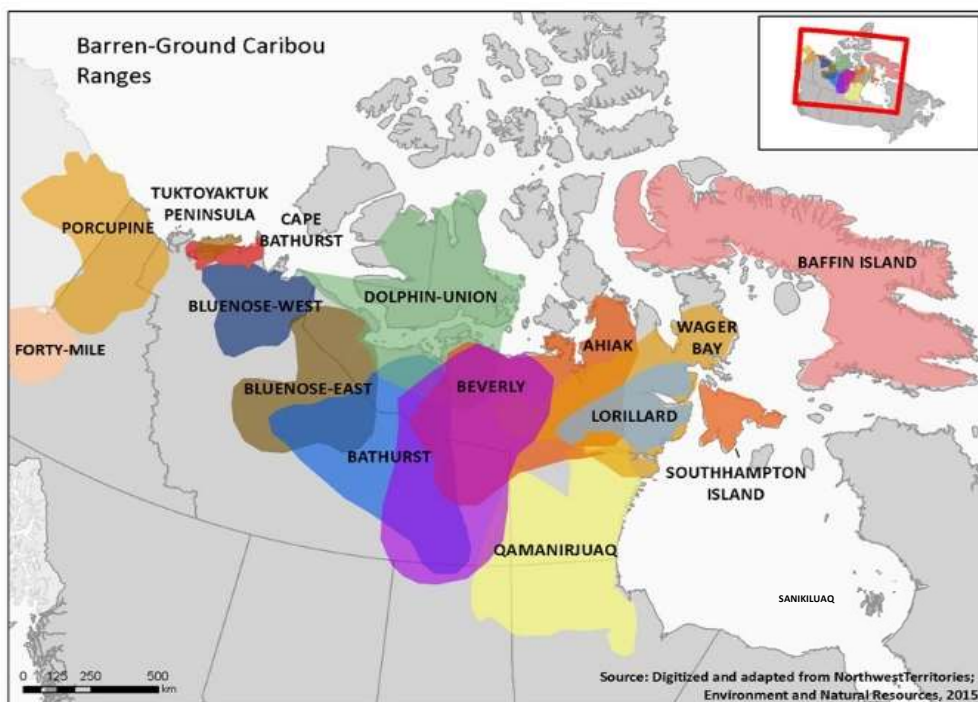 Barren-Ground Caribou
Ranges
TUKTOYAKTUK
PENINSULA
CAPE
BATHURST
PORCUPINE
BAFFIN ISLAND
BLUENOSE-WEST
DOLPHIN-UNION
WAGER
BAY
FORTY-MILE
AHIAK
BLUENOSE-EAST
BEVERLY
LORILLARD
BATHURST
SOUTHHAMPTON
ISLAND
QAMANIRJUAQ
SANIKILUAQ
0 125 250 500
km
Source: Digitized and adapted from NorthwestTerritories;
Environment and Natural Resources, 2015